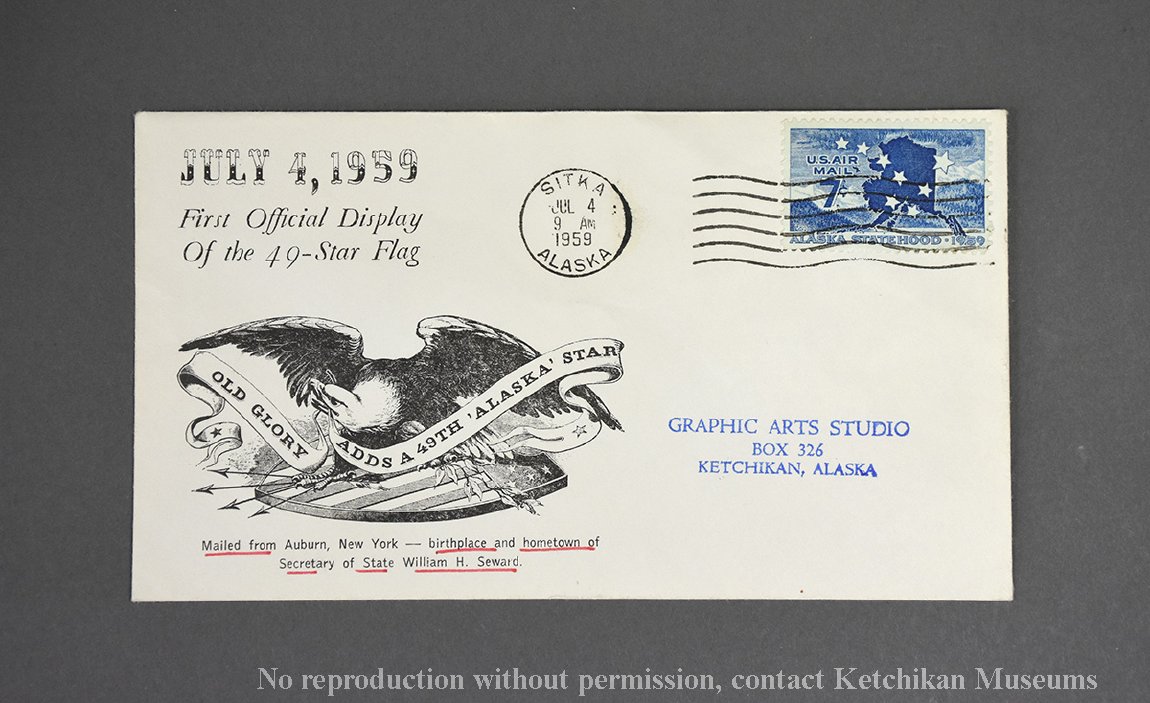 JULY 4, 1959
First Official Display
Of the 49-Star Flag
SITKA
JUL 4
9 AM
1959
ALASKA
U.S. AIR
MAIL
7¢
ALASKA STATEHOOD · 1959
OLD GLORY
ADDS A 49TH 'ALASKA' STAR
GRAPHIC ARTS STUDIO
BOX 326
KETCHIKAN, ALASKA
Mailed from Auburn, New York — birthplace and hometown of
Secretary of State William H. Seward.
No reproduction without permission, contact Ketchikan Museums